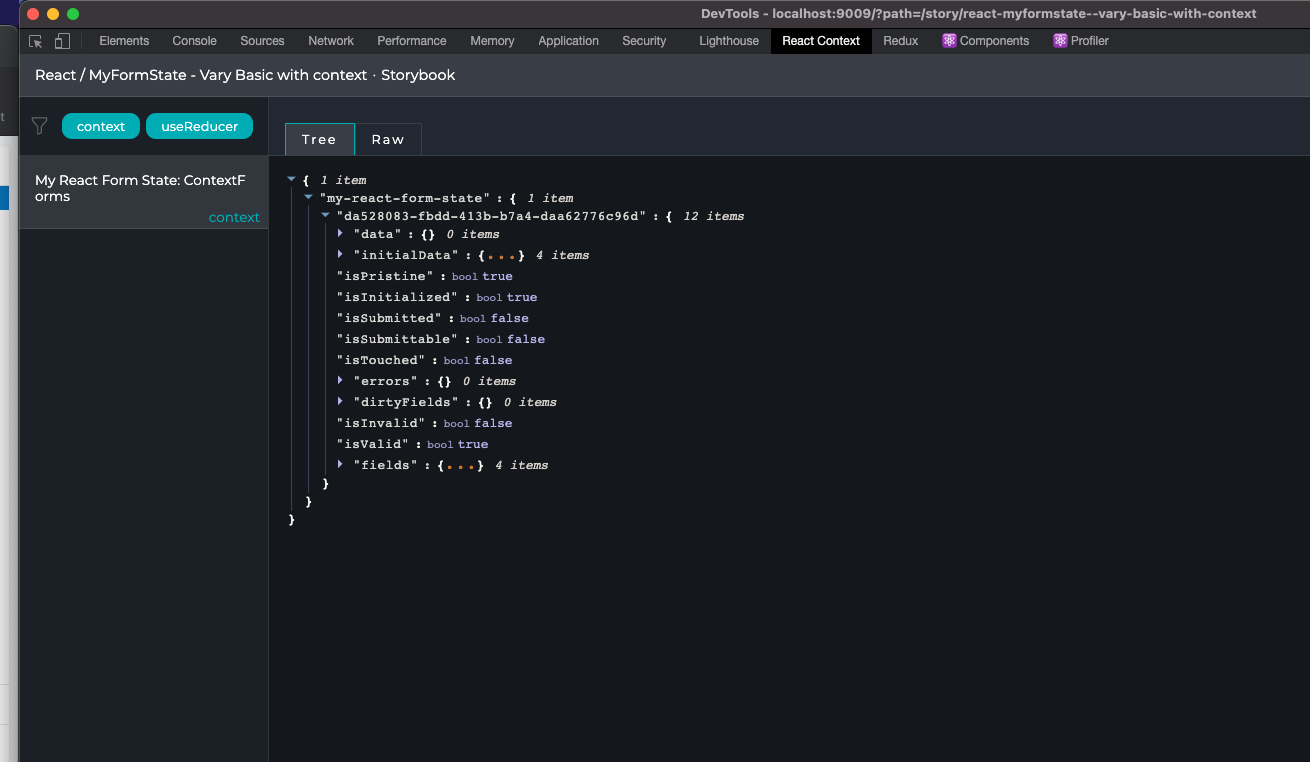 DevTools - localhost:9009/?path=/story/react-myformstate--vary-basic-with-context
Elements Console Sources Network Performance Memory Application Security Lighthouse React Context Redux ⚛ Components ⚛ Profiler
React / MyFormState - Vary Basic with context · Storybook
t
context useReducer
Tree Raw
My React Form State: ContextF
orms
context
{ 1 item
"my-react-form-state" : { 1 item
"da528083-fbdd-413b-b7a4-daa62776c96d" : { 12 items
"data" : {} 0 items
"initialData" : {...} 4 items
"isPristine" : bool true
"isInitialized" : bool true
"isSubmitted" : bool false
"isSubmittable" : bool false
"isTouched" : bool false
"errors" : {} 0 items
"dirtyFields" : {} 0 items
"isInvalid" : bool false
"isValid" : bool true
"fields" : {...} 4 items
}
}
}